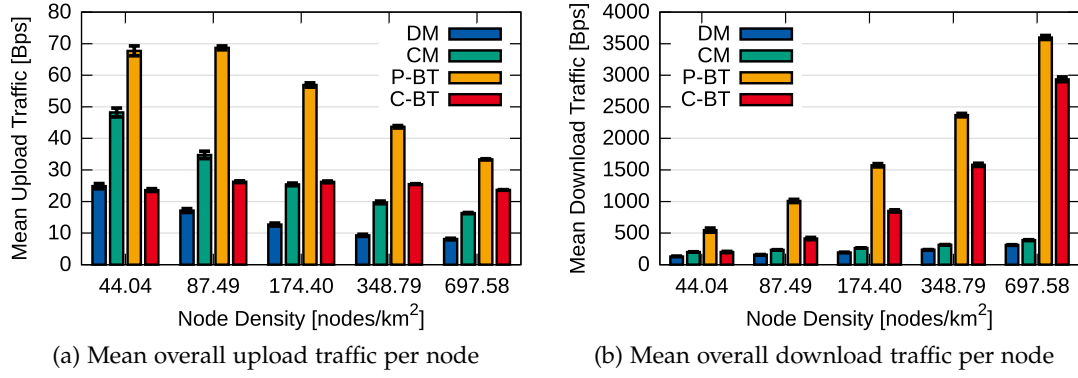 Mean Upload Traffic [Bps]
80
70
60
50
40
30
20
10
0
DM
CM
P-BT
C-BT
44.04 87.49 174.40 348.79 697.58
Node Density [nodes/km²]
(a) Mean overall upload traffic per node
Mean Download Traffic [Bps]
4000
3500
3000
2500
2000
1500
1000
500
0
DM
CM
P-BT
C-BT
44.04 87.49 174.40 348.79 697.58
Node Density [nodes/km²]
(b) Mean overall download traffic per node